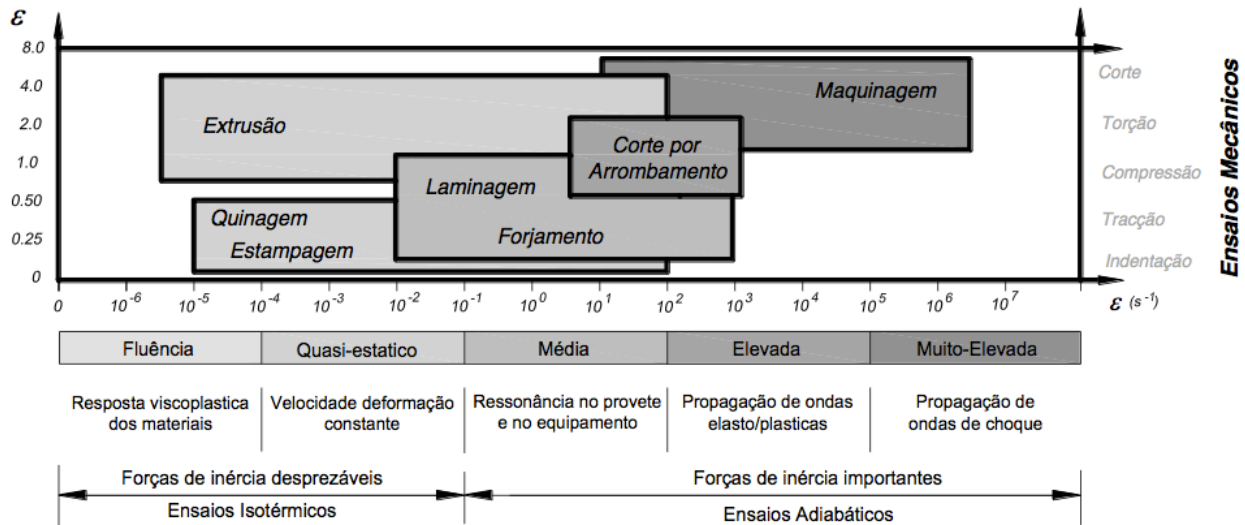 ε
8.0
4.0
2.0
1.0
0.50
0.25
0
Extrusão
Maquinagem
Corte por
Arrombamento
Laminagem
Quinagem
Estampagem
Forjamento
Corte
Torção
Compressão
Tracção
Indentação
Ensaios Mecânicos
0 10⁻⁶ 10⁻⁵ 10⁻⁴ 10⁻³ 10⁻² 10⁻¹ 10⁰ 10¹ 10² 10³ 10⁴ 10⁵ 10⁶ 10⁷ ε (s⁻¹)
Fluência Quasi-estatico Média Elevada Muito-Elevada
Resposta viscoplastica
dos materiais
Velocidade deformação
constante
Ressonância no provete
e no equipamento
Propagação de ondas
elasto/plasticas
Propagação de
ondas de choque
Forças de inércia desprezáveis
Ensaios Isotérmicos
Forças de inércia importantes
Ensaios Adiabáticos